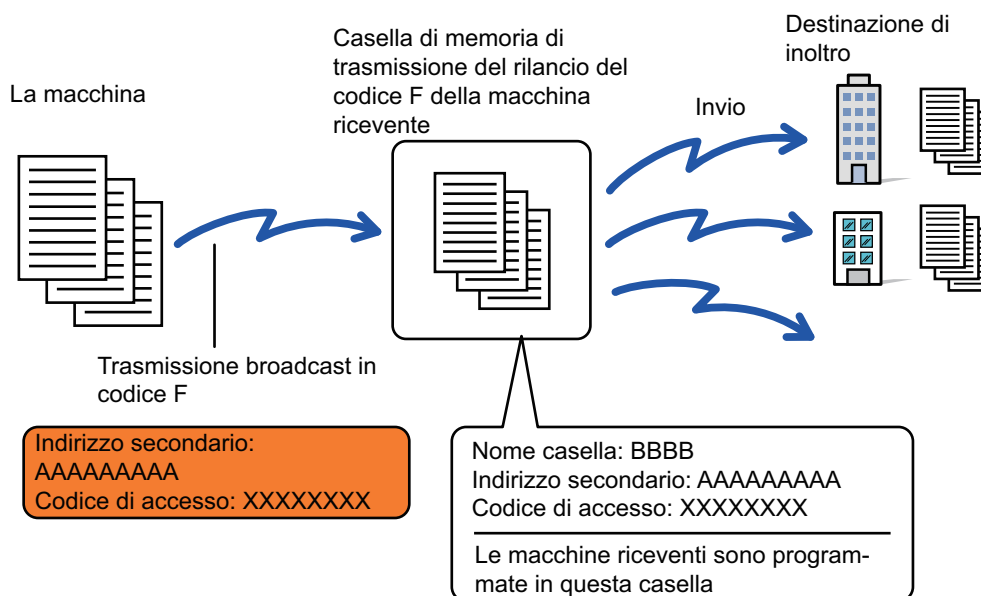 La macchina
Casella di memoria di
trasmissione del rilancio del
codice F della macchina
ricevente
Invio
Destinazione di
inoltro
Trasmissione broadcast in
codice F
Indirizzo secondario:
AAAAAAAAA
Codice di accesso: XXXXXXXX
Nome casella: BBBB
Indirizzo secondario: AAAAAAAAA
Codice di accesso: XXXXXXXX
Le macchine riceventi sono program-
mate in questa casella